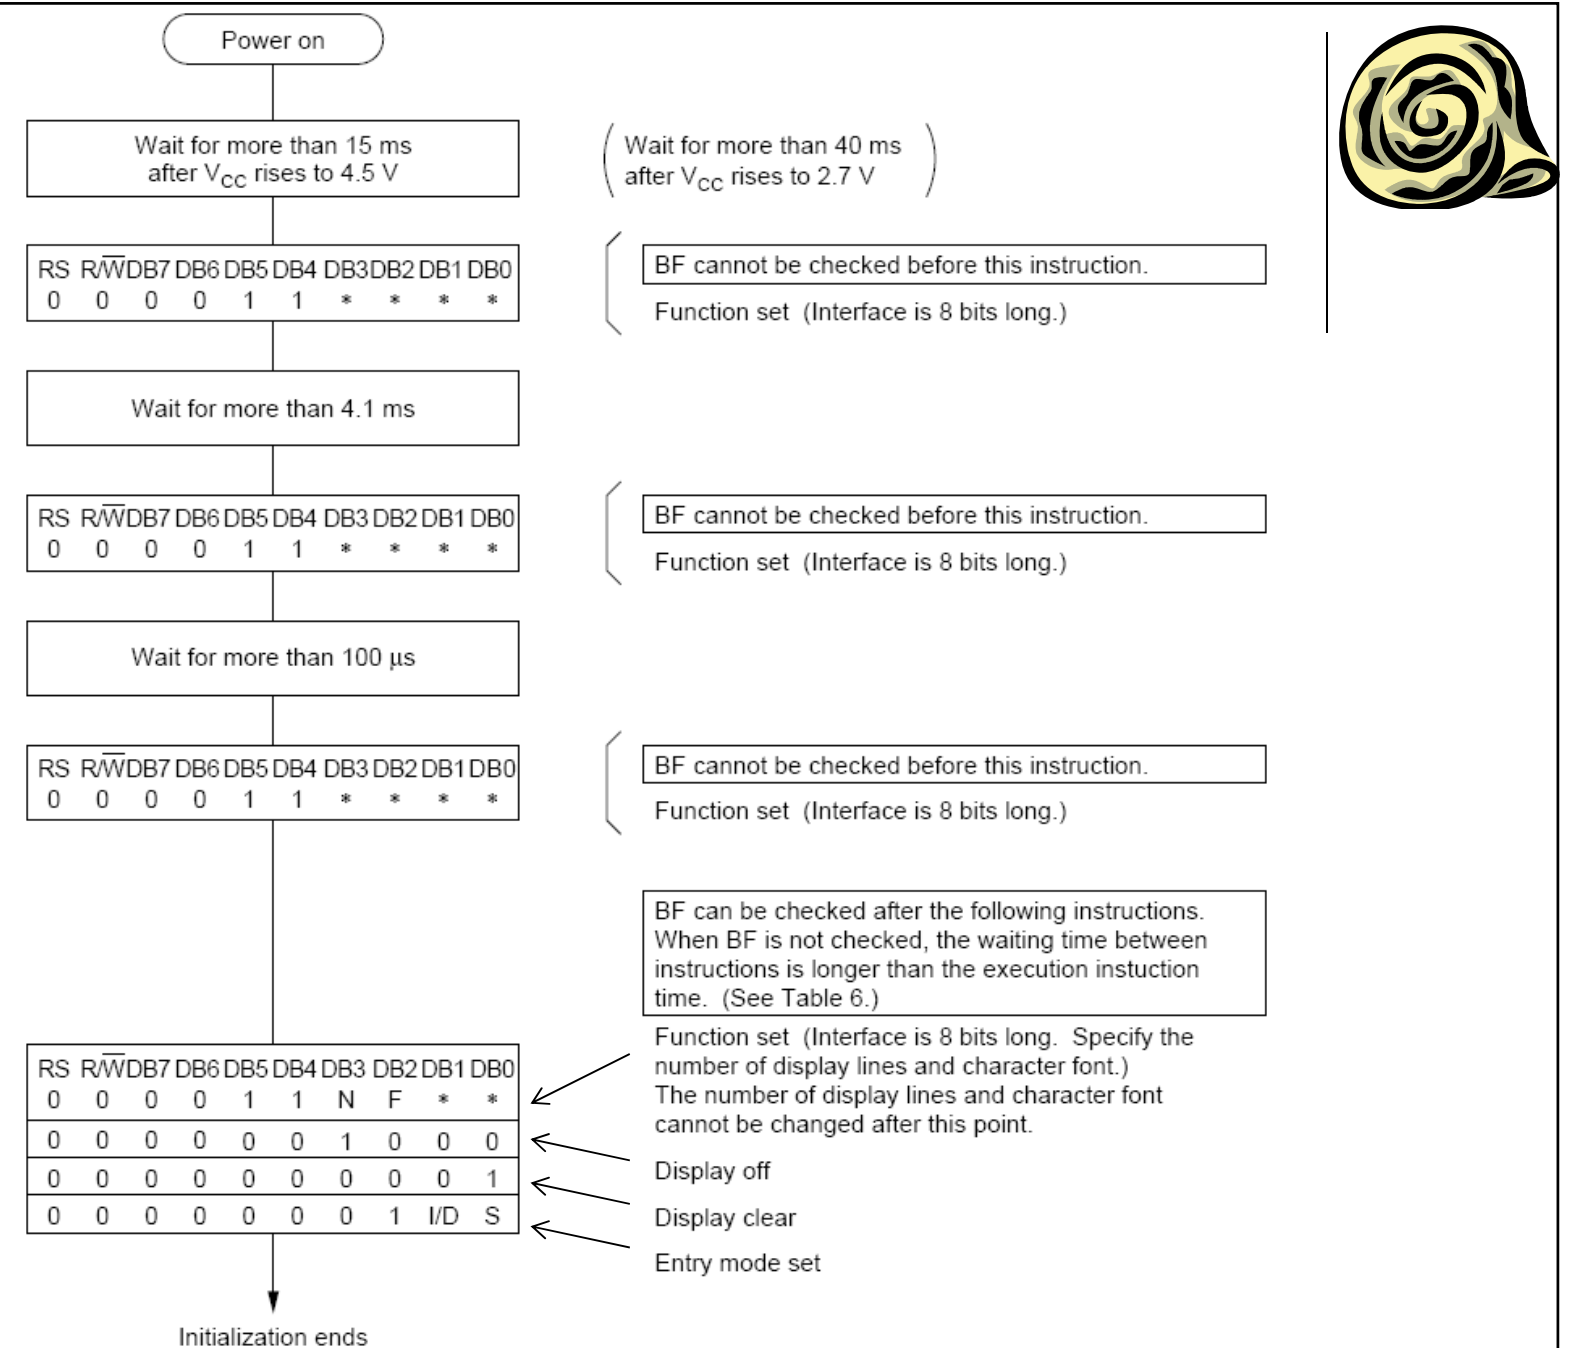 Power on
Wait for more than 15 ms
after VCC rises to 4.5 V
Wait for more than 40 ms
after VCC rises to 2.7 V
RS R/W̅ DB7 DB6 DB5 DB4 DB3 DB2 DB1 DB0
0 0 0 0 1 1 * * * *
BF cannot be checked before this instruction.
Function set (Interface is 8 bits long.)
Wait for more than 4.1 ms
RS R/W̅ DB7 DB6 DB5 DB4 DB3 DB2 DB1 DB0
0 0 0 0 1 1 * * * *
BF cannot be checked before this instruction.
Function set (Interface is 8 bits long.)
Wait for more than 100 µs
RS R/W̅ DB7 DB6 DB5 DB4 DB3 DB2 DB1 DB0
0 0 0 0 1 1 * * * *
BF cannot be checked before this instruction.
Function set (Interface is 8 bits long.)
BF can be checked after the following instructions.
When BF is not checked, the waiting time between
instructions is longer than the execution instuction
time. (See Table 6.)
RS R/W̅ DB7 DB6 DB5 DB4 DB3 DB2 DB1 DB0
0 0 0 0 1 1 N F * *
0 0 0 0 0 0 1 0 0 0
0 0 0 0 0 0 0 0 0 1
0 0 0 0 0 0 0 1 I/D S
Function set (Interface is 8 bits long. Specify the
number of display lines and character font.)
The number of display lines and character font
cannot be changed after this point.
Display off
Display clear
Entry mode set
Initialization ends